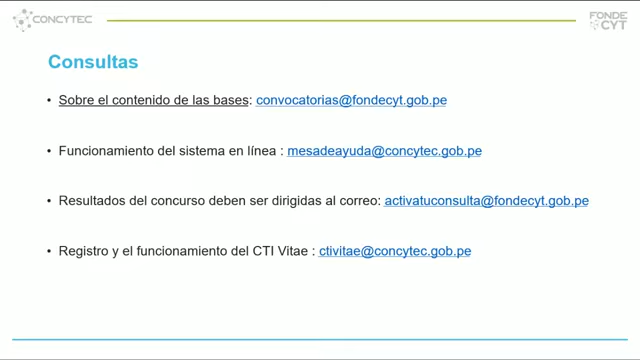 CONCYTEC
FONDE
CYT
Consultas
• Sobre el contenido de las bases: convocatorias@fondecyt.gob.pe
• Funcionamiento del sistema en línea : mesadeayuda@concytec.gob.pe
• Resultados del concurso deben ser dirigidas al correo: activatuconsulta@fondecyt.gob.pe
• Registro y el funcionamiento del CTI Vitae : ctivitae@concytec.gob.pe